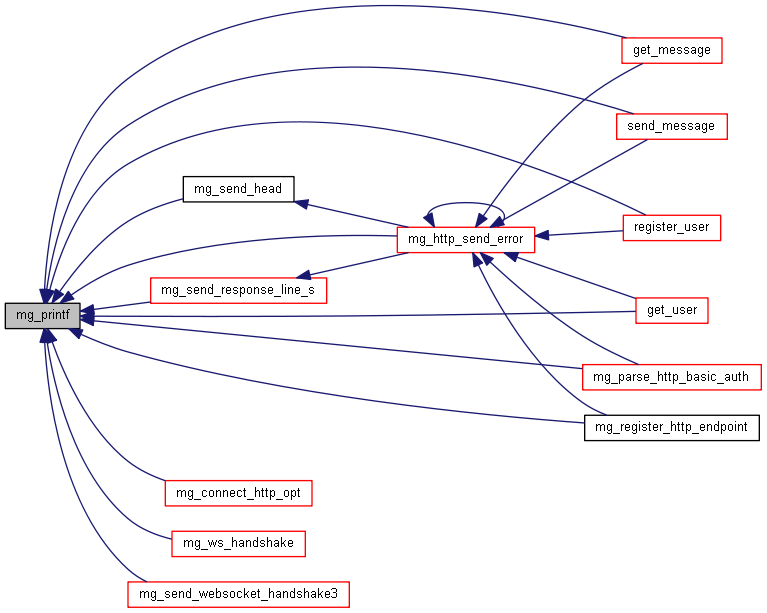 get_message
send_message
mg_send_head
register_user
mg_http_send_error
mg_send_response_line_s
get_user
mg_printf
mg_parse_http_basic_auth
mg_register_http_endpoint
mg_connect_http_opt
mg_ws_handshake
mg_send_websocket_handshake3